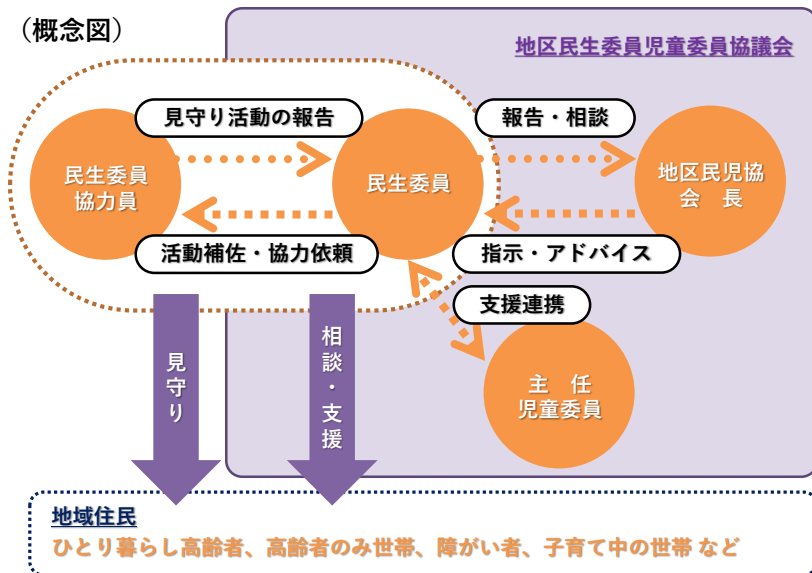 （概念図）
地区民生委員児童委員協議会
見守り活動の報告
報告・相談
民生委員
協力員
民生委員
地区民児協
会　長
活動補佐・協力依頼
指示・アドバイス
支援連携
見守り
相談・支援
主　任
児童委員
地域住民
ひとり暮らし高齢者、高齢者のみ世帯、障がい者、子育て中の世帯 など